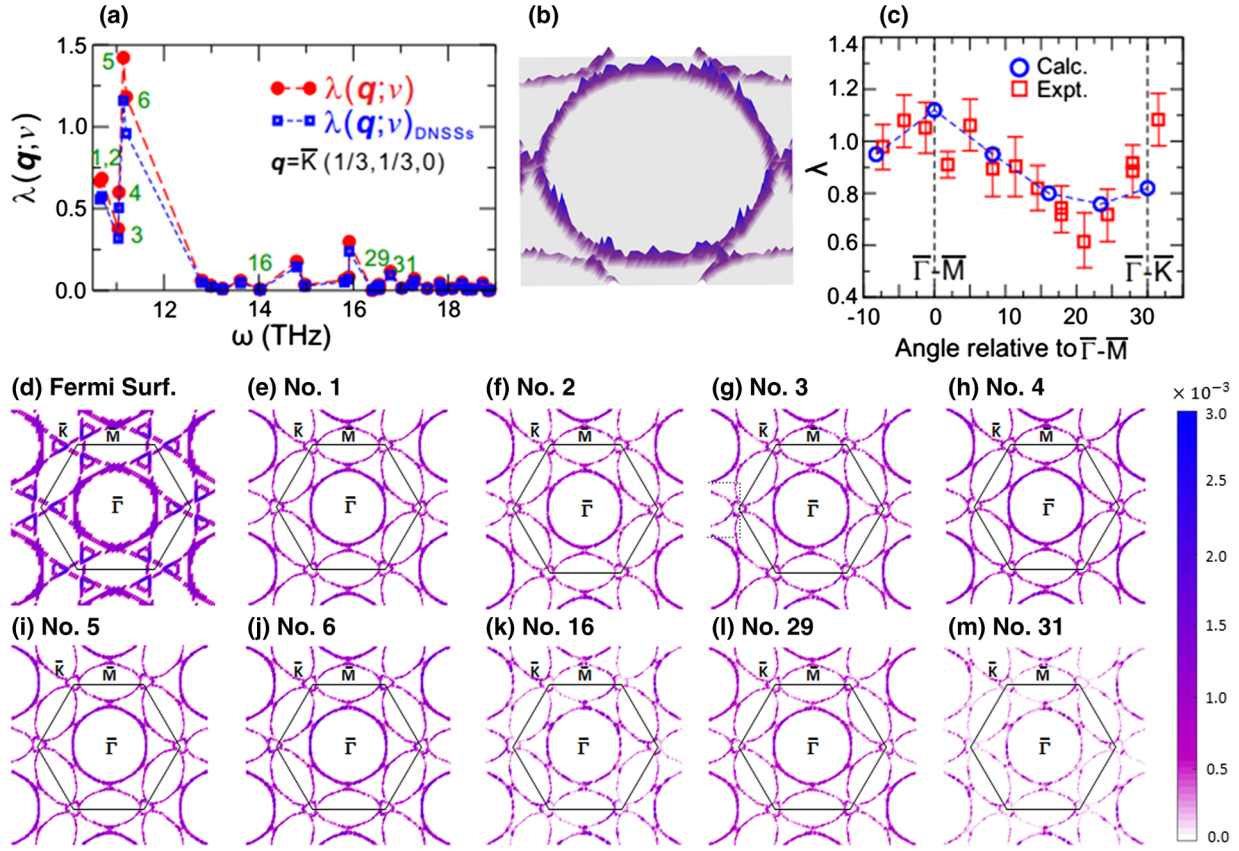 (a)
1.5
1.0
0.5
0.0
λ(q;ν)
5
6
1,2
4
3
16
29
31
λ(q;ν)
λ(q;ν)DNSSs
q=K̅ (1/3,1/3,0)
12
14
16
18
ω (THz)
(b)
(c)
1.4
1.2
1.0
0.8
0.6
0.4
λ
Calc.
Expt.
Γ̅-M̅
Γ̅-K̅
-10
0
10
20
30
Angle relative to Γ̅-M̅
(d) Fermi Surf.
K̅
M̅
Γ̅
(e) No. 1
K̅
M̅
Γ̅
(f) No. 2
K̅
M̅
Γ̅
(g) No. 3
K̅
M̅
Γ̅
(h) No. 4
K̅
M̅
Γ̅
(i) No. 5
K̅
M̅
Γ̅
(j) No. 6
K̅
M̅
Γ̅
(k) No. 16
K̅
M̅
Γ̅
(l) No. 29
K̅
M̅
Γ̅
(m) No. 31
K̅
M̅
Γ̅
× 10⁻³
3.0
2.5
2.0
1.5
1.0
0.5
0.0